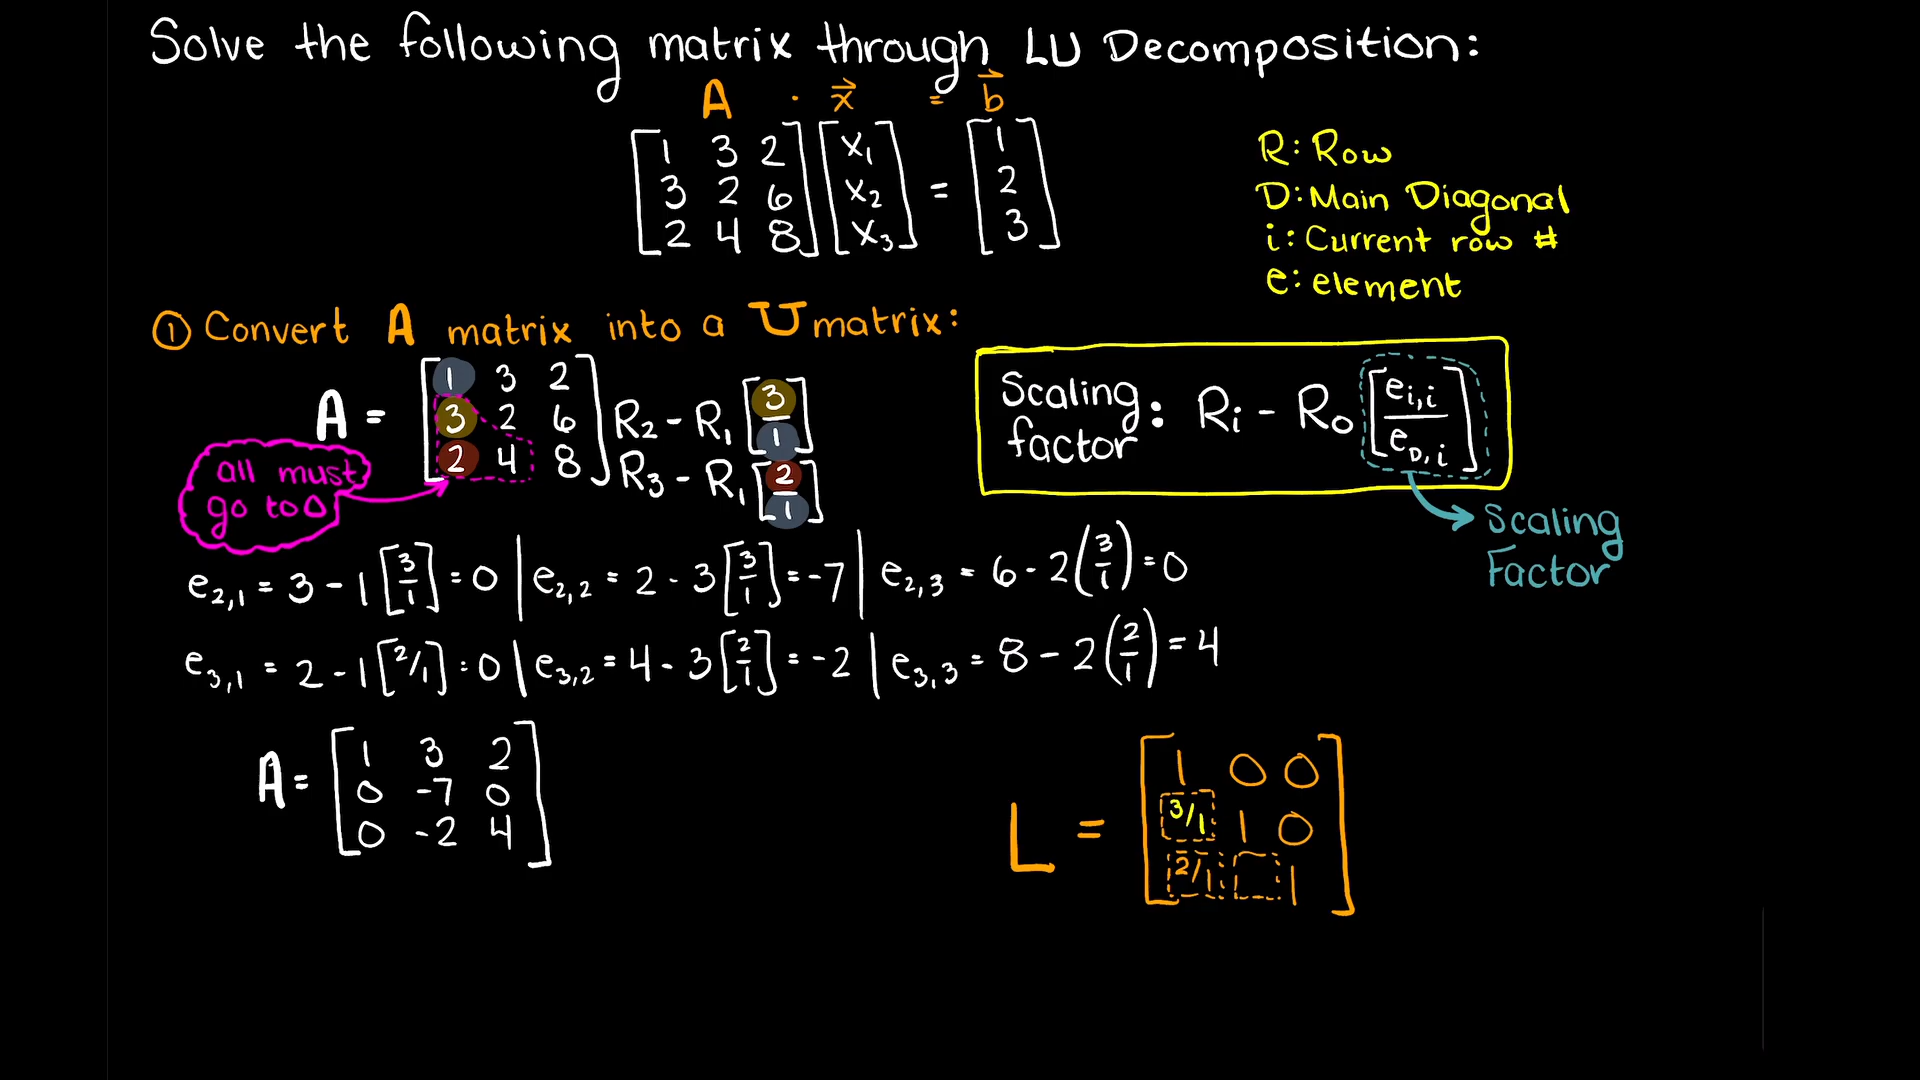 Solve the following matrix through LU Decomposition:
A · x⃗ = b⃗
[1 3 2] [x₁] [1]
[3 2 6] [x₂] = [2]
[2 4 8] [x₃] [3]
R: Row
D: Main Diagonal
i: Current row #
e: element
① Convert A matrix into a U matrix:
A = [1 3 2]
[3 2 6] R₂ - R₁ [3/1]
[2 4 8] R₃ - R₁ [2/1]
all must
go to 0
Scaling
factor: Rᵢ - R₀ [e_i,i / e_D,i]
Scaling
Factor
e₂,₁ = 3 - 1 [3/1] = 0 | e₂,₂ = 2 - 3 [3/1] = -7 | e₂,₃ = 6 - 2 (3/1) = 0
e₃,₁ = 2 - 1 [2/1] = 0 | e₃,₂ = 4 - 3 [2/1] = -2 | e₃,₃ = 8 - 2 (2/1) = 4
A = [1 3 2]
[0 -7 0]
[0 -2 4]
L = [1 0 0]
[3/1 1 0]
[2/1 1]